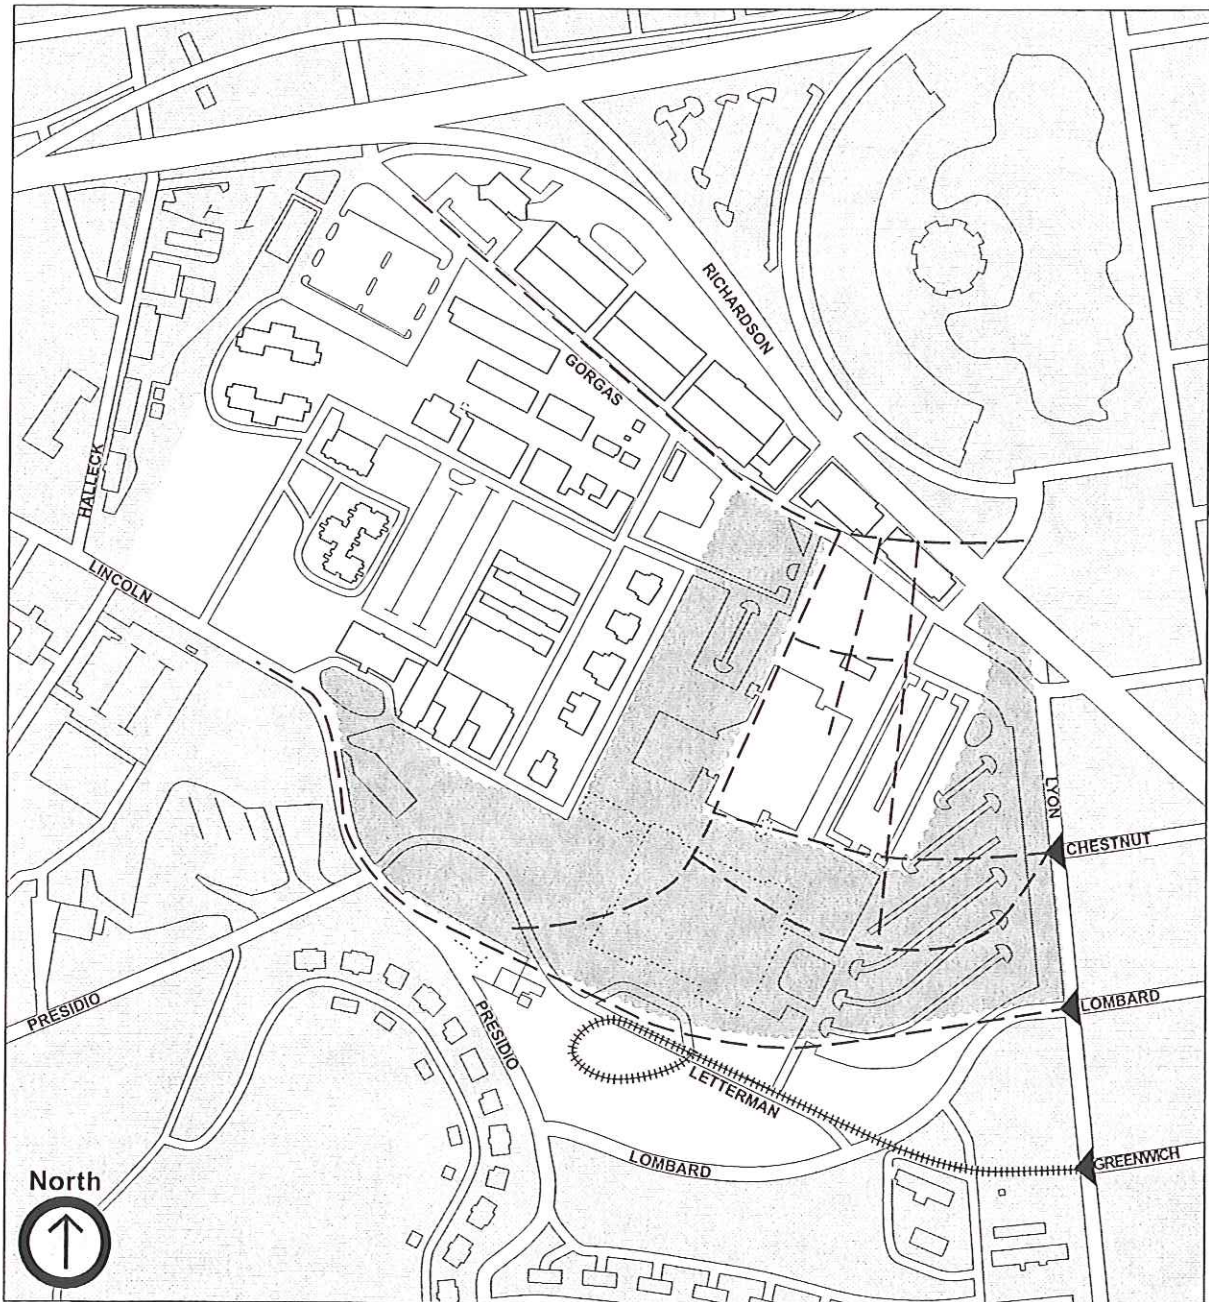 RICHARDSON
GORGAS
HALLECK
LINCOLN
LYON
CHESTNUT
LOMBARD
PRESIDIO
PRESIDIO
LETTERMAN
LOMBARD
GREENWICH
North